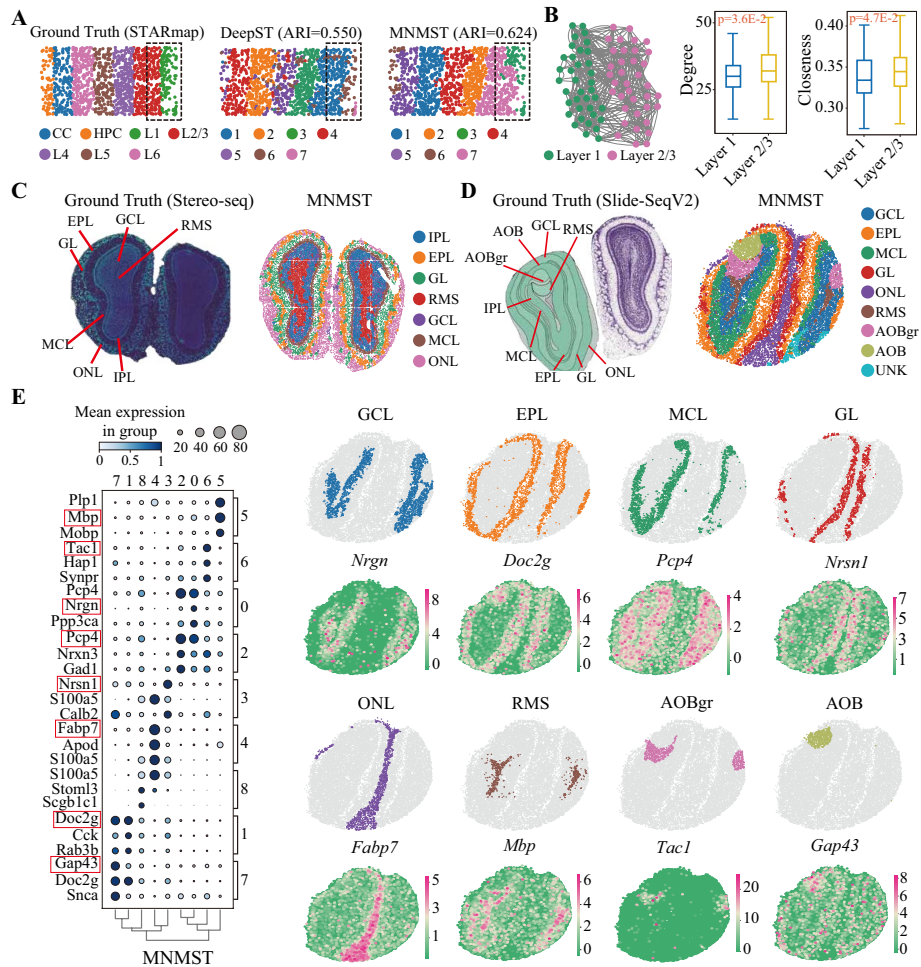 A
Ground Truth (STARmap)
DeepST (ARI=0.550)
MNMST (ARI=0.624)
CC HPC L1 L2/3
L4 L5 L6
1 2 3 4
5 6 7
1 2 3 4
5 6 7
B
Layer 1 Layer 2/3
p=3.6E-2
Degree
50
25
Layer 1
Layer 2/3
p=4.7E-2
Closeness
0.40
0.35
0.30
Layer 1
Layer 2/3
C
Ground Truth (Stereo-seq)
MNMST
EPL
GCL
RMS
GL
MCL
ONL
IPL
IPL
EPL
GL
RMS
GCL
MCL
ONL
D
Ground Truth (Slide-SeqV2)
MNMST
AOB
GCL
RMS
AOBgr
IPL
MCL
EPL
GL
ONL
GCL
EPL
MCL
GL
ONL
RMS
AOBgr
AOB
UNK
E
Mean expression
in group
0 1
20 40 60 80
7 1 8 4 3 2 0 6 5
Plp1
Mbp
Mobp
Tac1
Hap1
Synpr
Pcp4
Nrgn
Ppp3ca
Pcp4
Nrxn3
Gad1
Nrsn1
S100a5
Calb2
Fabp7
Apod
S100a5
S100a5
Stoml3
Scgb1c1
Doc2g
Cck
Rab3b
Gap43
Doc2g
Snca
5
6
0
2
3
4
8
1
7
MNMST
GCL
EPL
MCL
GL
Nrgn
Doc2g
Pcp4
Nrsn1
8
4
0
8
6
4
2
0
4
2
0
7
5
3
1
ONL
RMS
AOBgr
AOB
Fabp7
Mbp
Tac1
Gap43
5
3
1
6
4
2
0
20
10
0
8
6
4
2
0